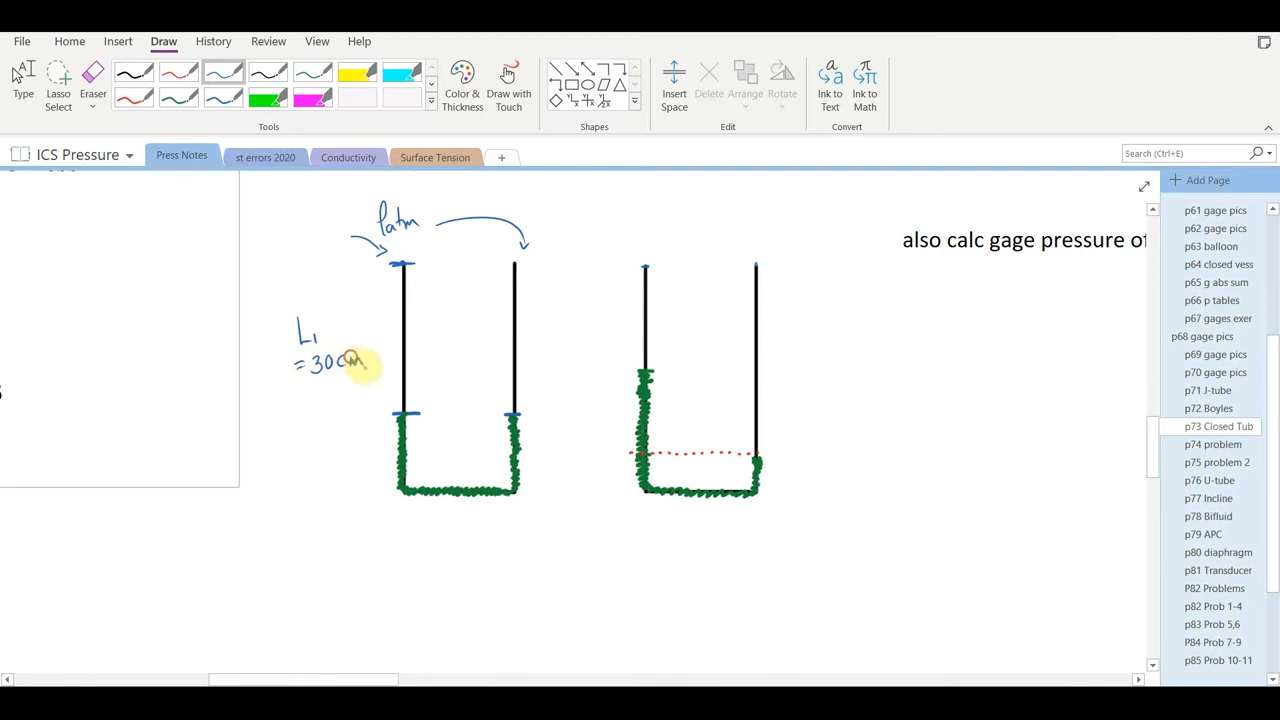 File Home Insert Draw History Review View Help
Type
Lasso Select
Eraser
Color & Thickness
Draw with Touch
Insert Space
Delete
Arrange
Rotate
Ink to Text
Ink to Math
Tools
Shapes
Edit
Convert
ICS Pressure
Press Notes
st errors 2020
Conductivity
Surface Tension
Search (Ctrl+E)
Add Page
Patm
also calc gage pressure of
L1
= 30cm
p61 gage pics
p62 gage pics
p63 balloon
p64 closed vess
p65 g abs sum
p66 p tables
p67 gages exer
p68 gage pics
p69 gage pics
p70 gage pics
p71 J-tube
p72 Boyles
p73 Closed Tub
p74 problem
p75 problem 2
p76 U-tube
p77 Incline
p78 Bifluid
p79 APC
p80 diaphragm
p81 Transducer
P82 Problems
p82 Prob 1-4
p83 Prob 5,6
P84 Prob 7-9
p85 Prob 10-11